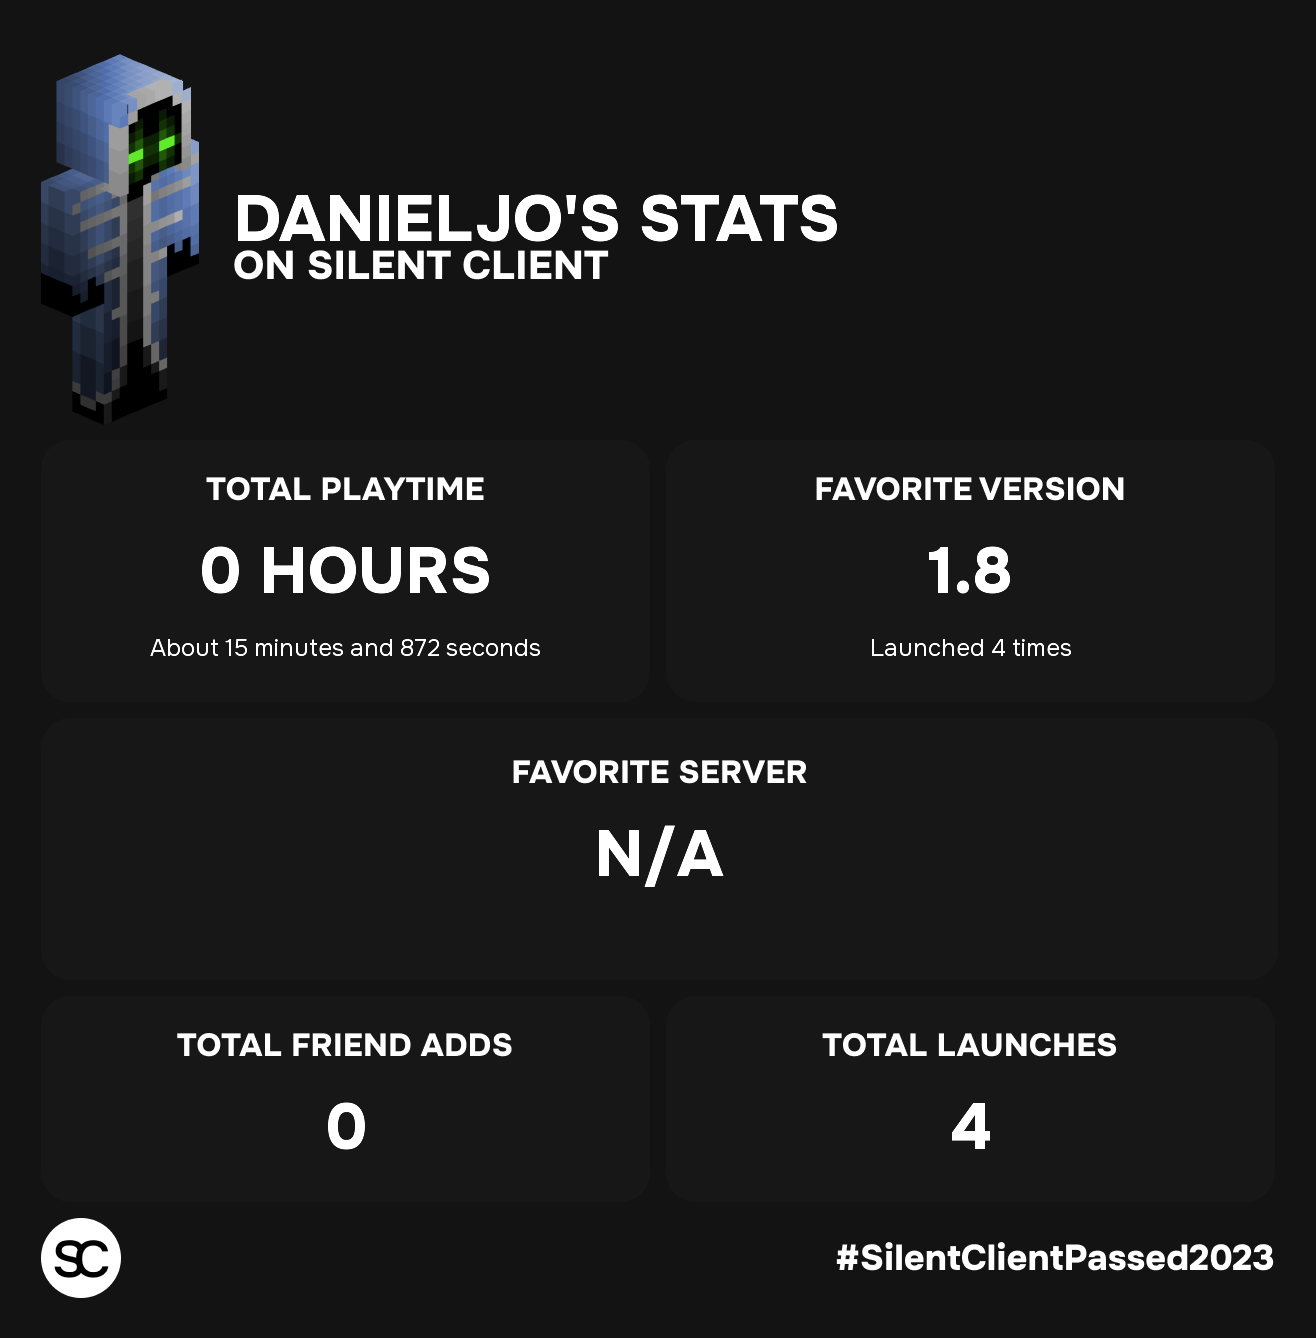 DANIELJO'S STATS
ON SILENT CLIENT
TOTAL PLAYTIME
0 HOURS
About 15 minutes and 872 seconds
FAVORITE VERSION
1.8
Launched 4 times
FAVORITE SERVER
N/A
TOTAL FRIEND ADDS
0
TOTAL LAUNCHES
4
SC
#SilentClientPassed2023